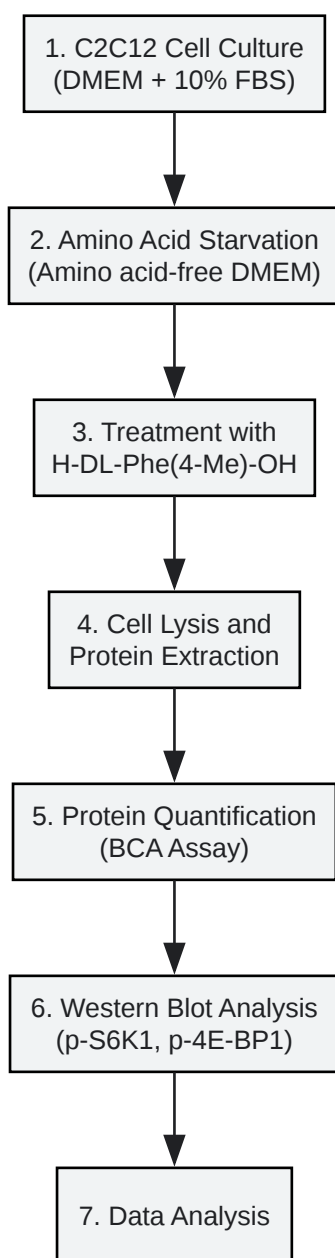 1. C2C12 Cell Culture
(DMEM + 10% FBS)
2. Amino Acid Starvation
(Amino acid-free DMEM)
3. Treatment with
H-DL-Phe(4-Me)-OH
4. Cell Lysis and
Protein Extraction
5. Protein Quantification
(BCA Assay)
6. Western Blot Analysis
(p-S6K1, p-4E-BP1)
7. Data Analysis